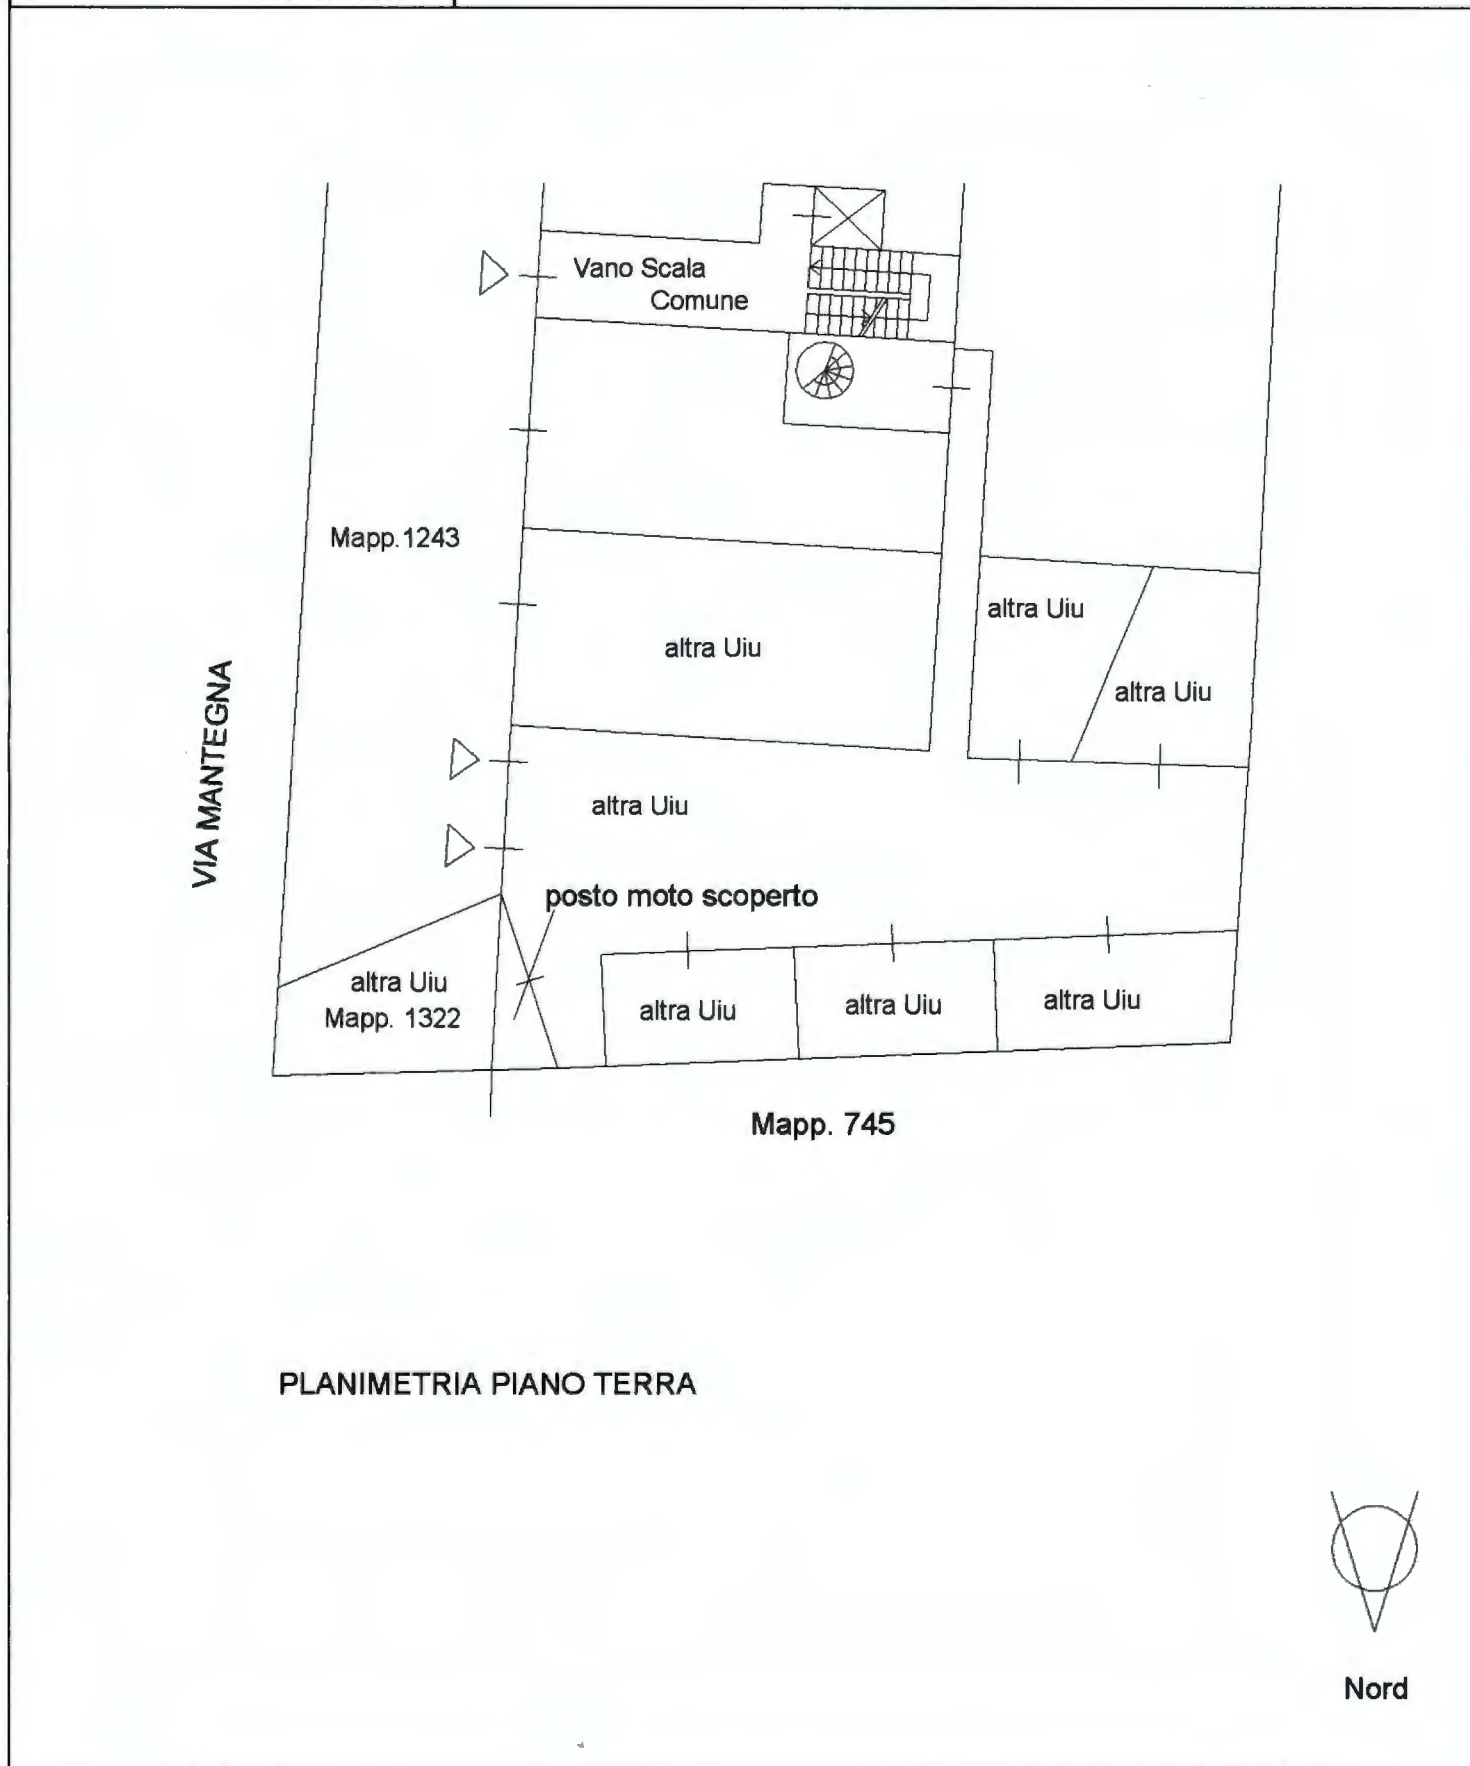 Vano Scala
Comune
Mapp.1243
altra Uiu
altra Uiu
altra Uiu
VIA MANTEGNA
altra Uiu
posto moto scoperto
altra Uiu
Mapp. 1322
altra Uiu
altra Uiu
altra Uiu
Mapp. 745
PLANIMETRIA PIANO TERRA
Nord